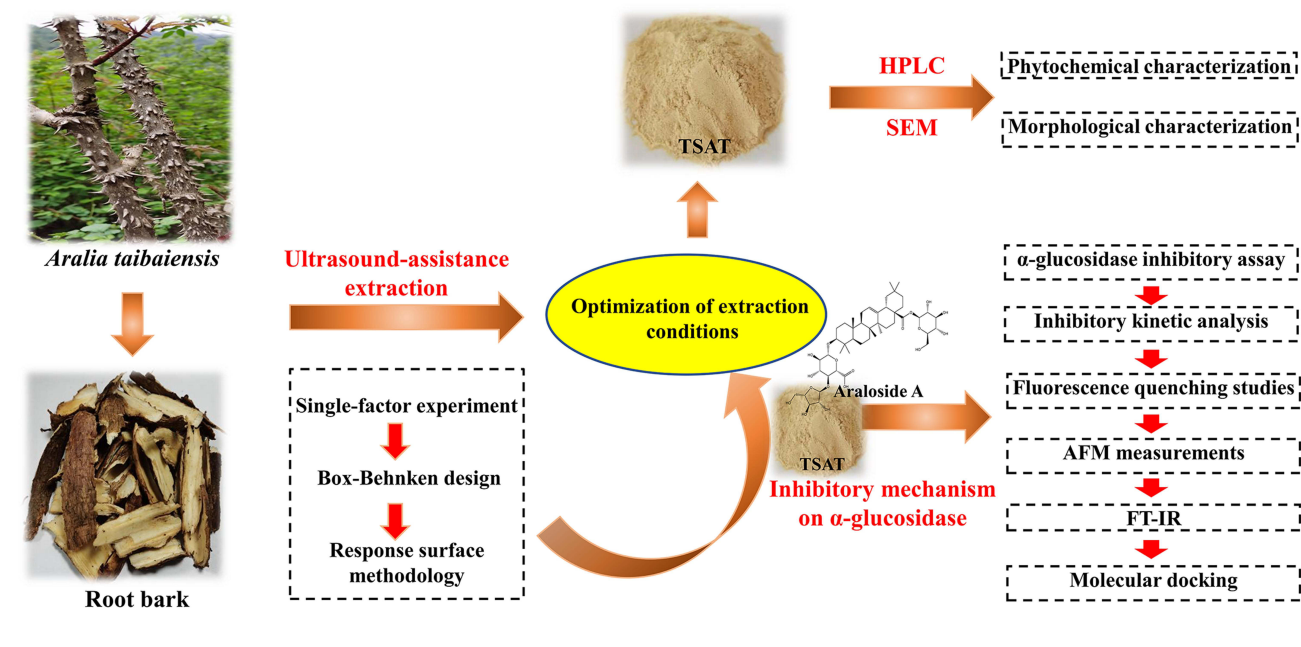 Aralia taibaiensis
Root bark
Ultrasound-assistance
extraction
Single-factor experiment
Box-Behnken design
Response surface
methodology
Optimization of extraction
conditions
TSAT
HPLC
SEM
Phytochemical characterization
Morphological characterization
Araloside A
TSAT
Inhibitory mechanism
on α-glucosidase
α-glucosidase inhibitory assay
Inhibitory kinetic analysis
Fluorescence quenching studies
AFM measurements
FT-IR
Molecular docking